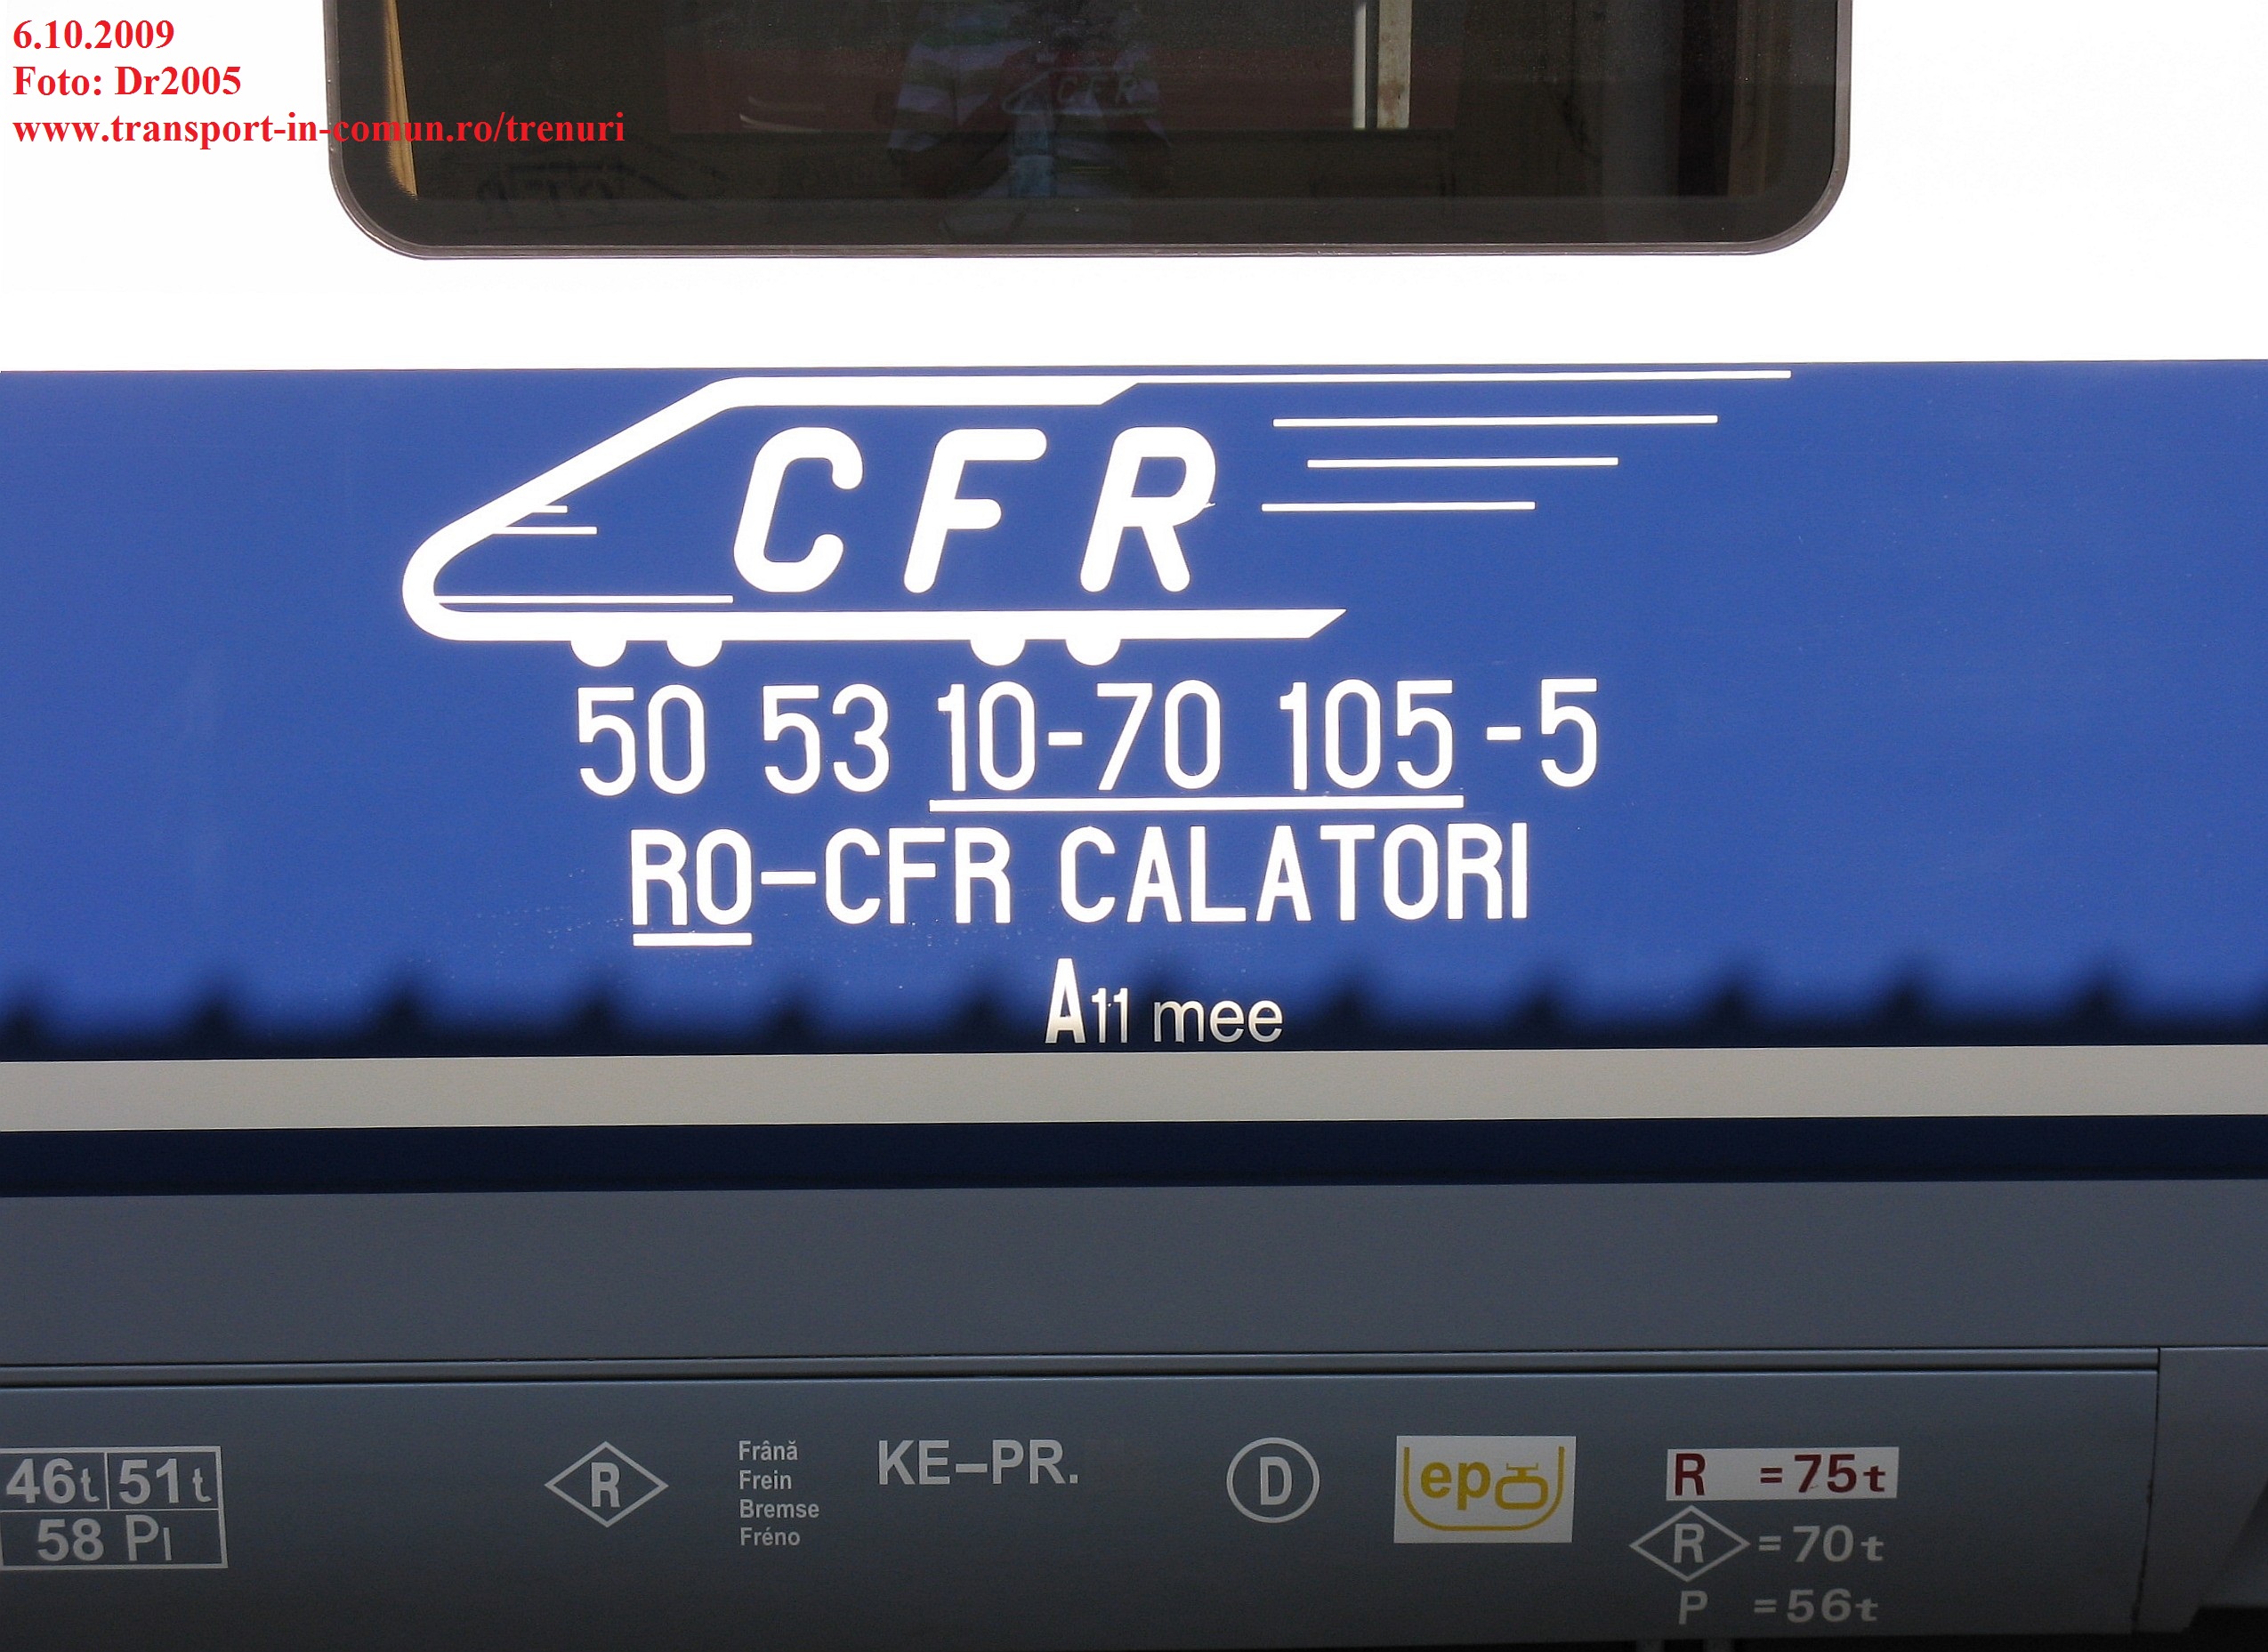 6.10.2009
Foto: Dr2005
www.transport-in-comun.ro/trenuri
CFR
50 53 10-70 105-5
RO-CFR CALATORI
A11 mee
46t 51t
58 Pl
R
Frână
Frein
Bremse
Fréno
KE-PR.
D
ep
R =75t
R =70t
P =56t